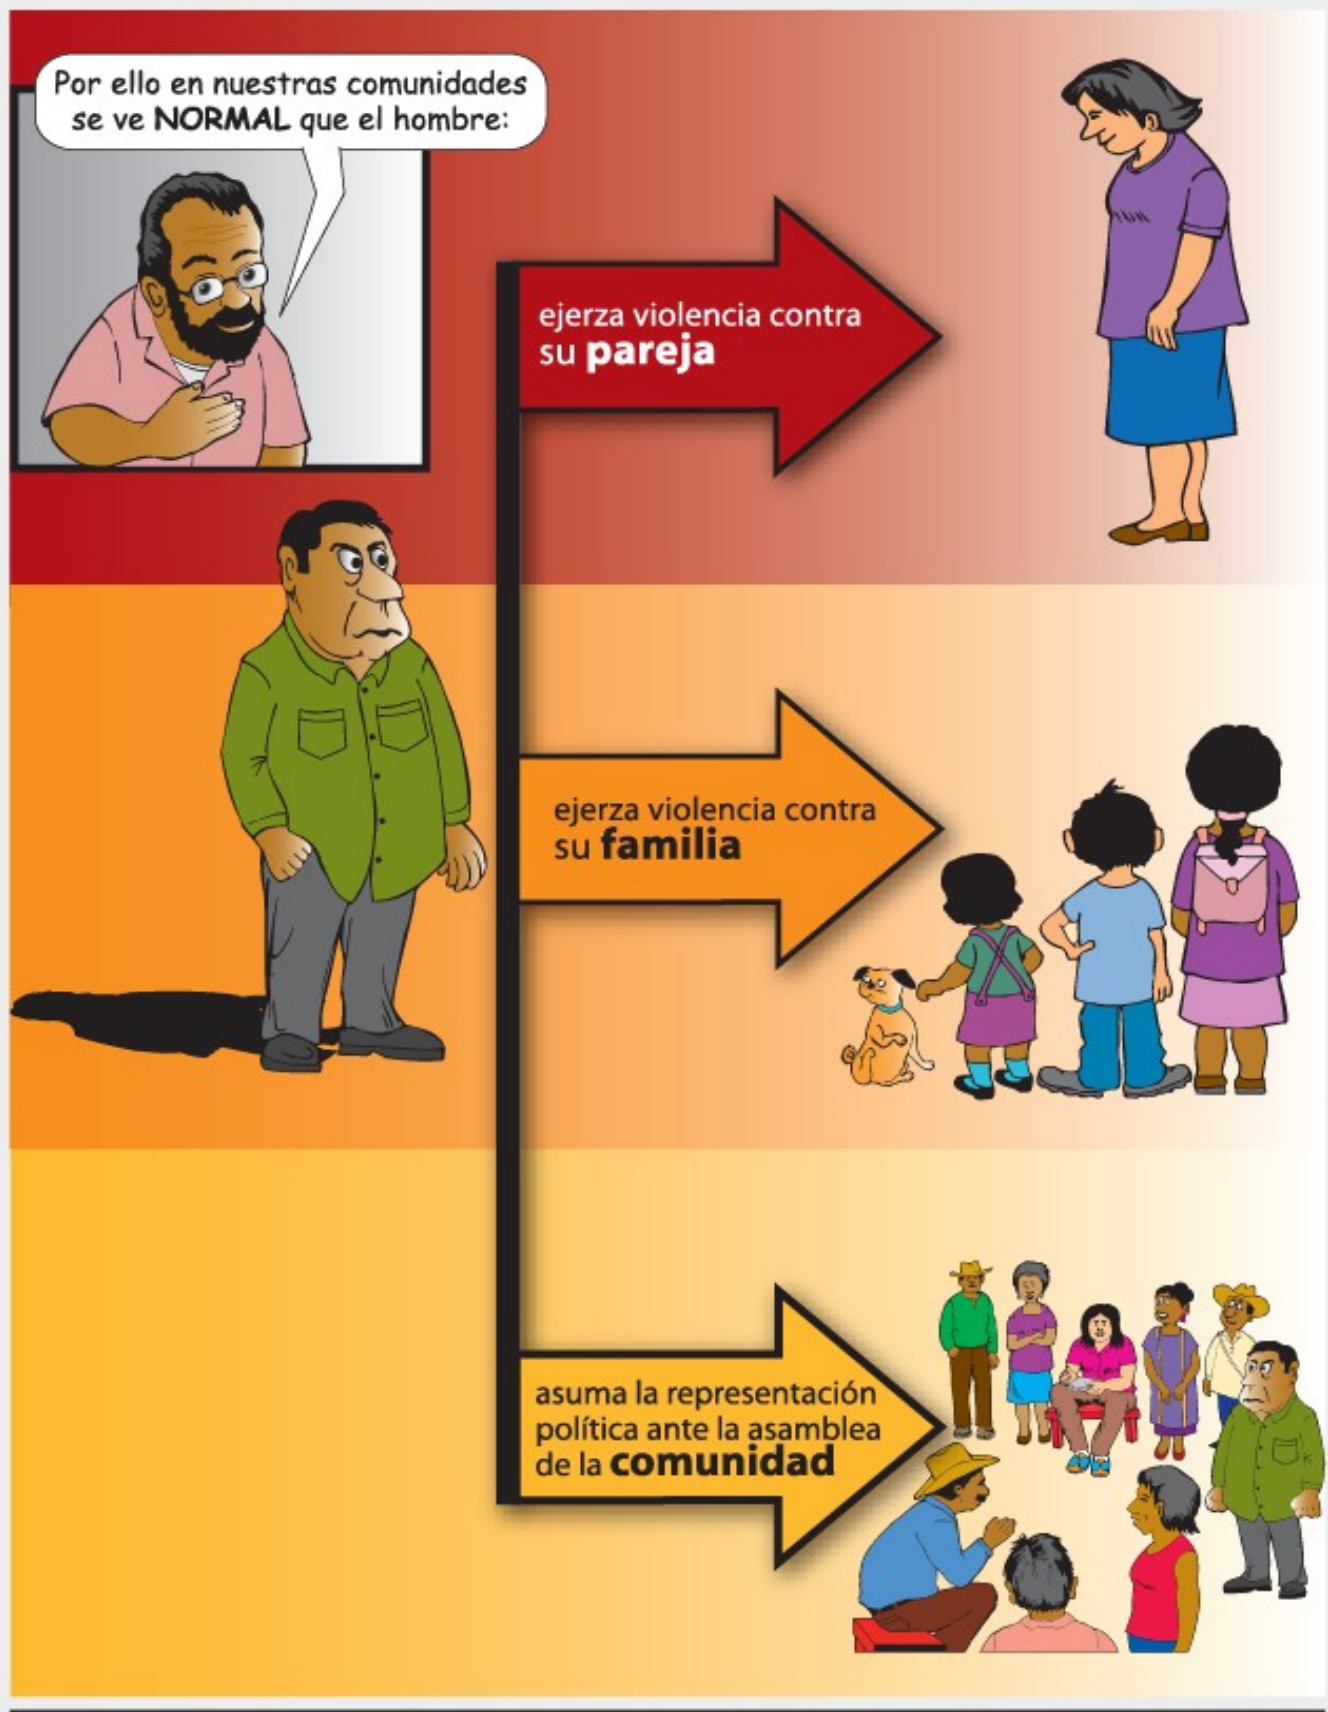 Por ello en nuestras comunidades
se ve NORMAL que el hombre:
ejerza violencia contra
su pareja
ejerza violencia contra
su familia
asuma la representación
política ante la asamblea
de la comunidad